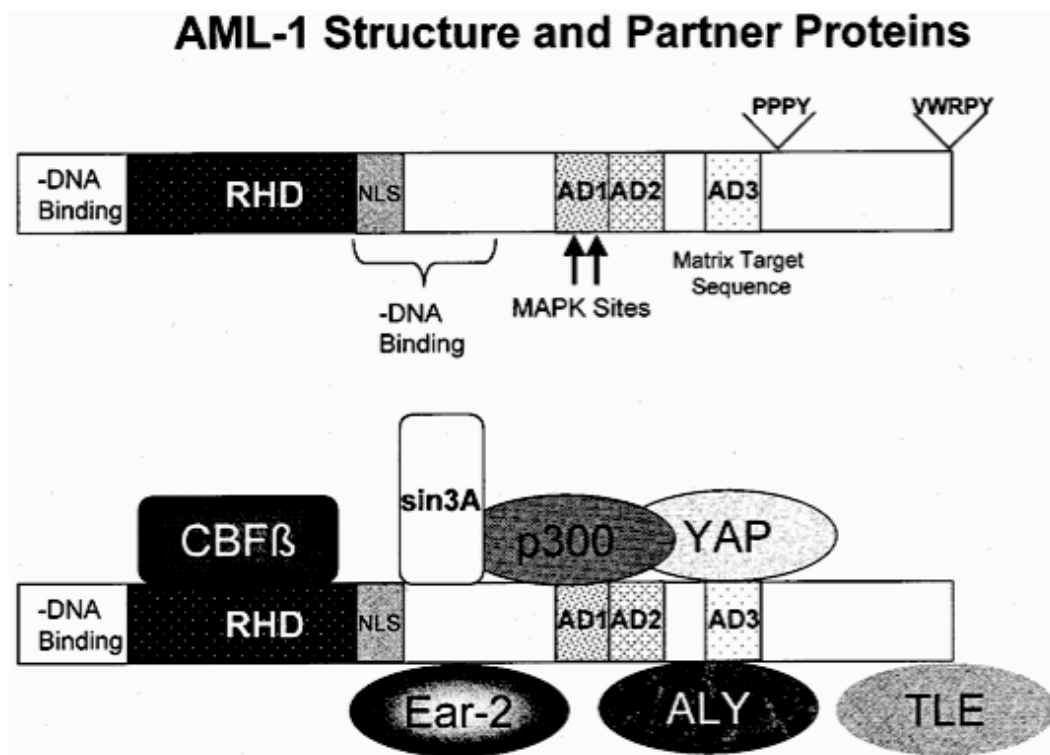 AML-1 Structure and Partner Proteins
PPPY
VWRPY
-DNA
Binding
RHD
NLS
AD1
AD2
AD3
-DNA
Binding
MAPK Sites
Matrix Target
Sequence
sin3A
CBFß
p300
YAP
-DNA
Binding
RHD
NLS
AD1
AD2
AD3
Ear-2
ALY
TLE